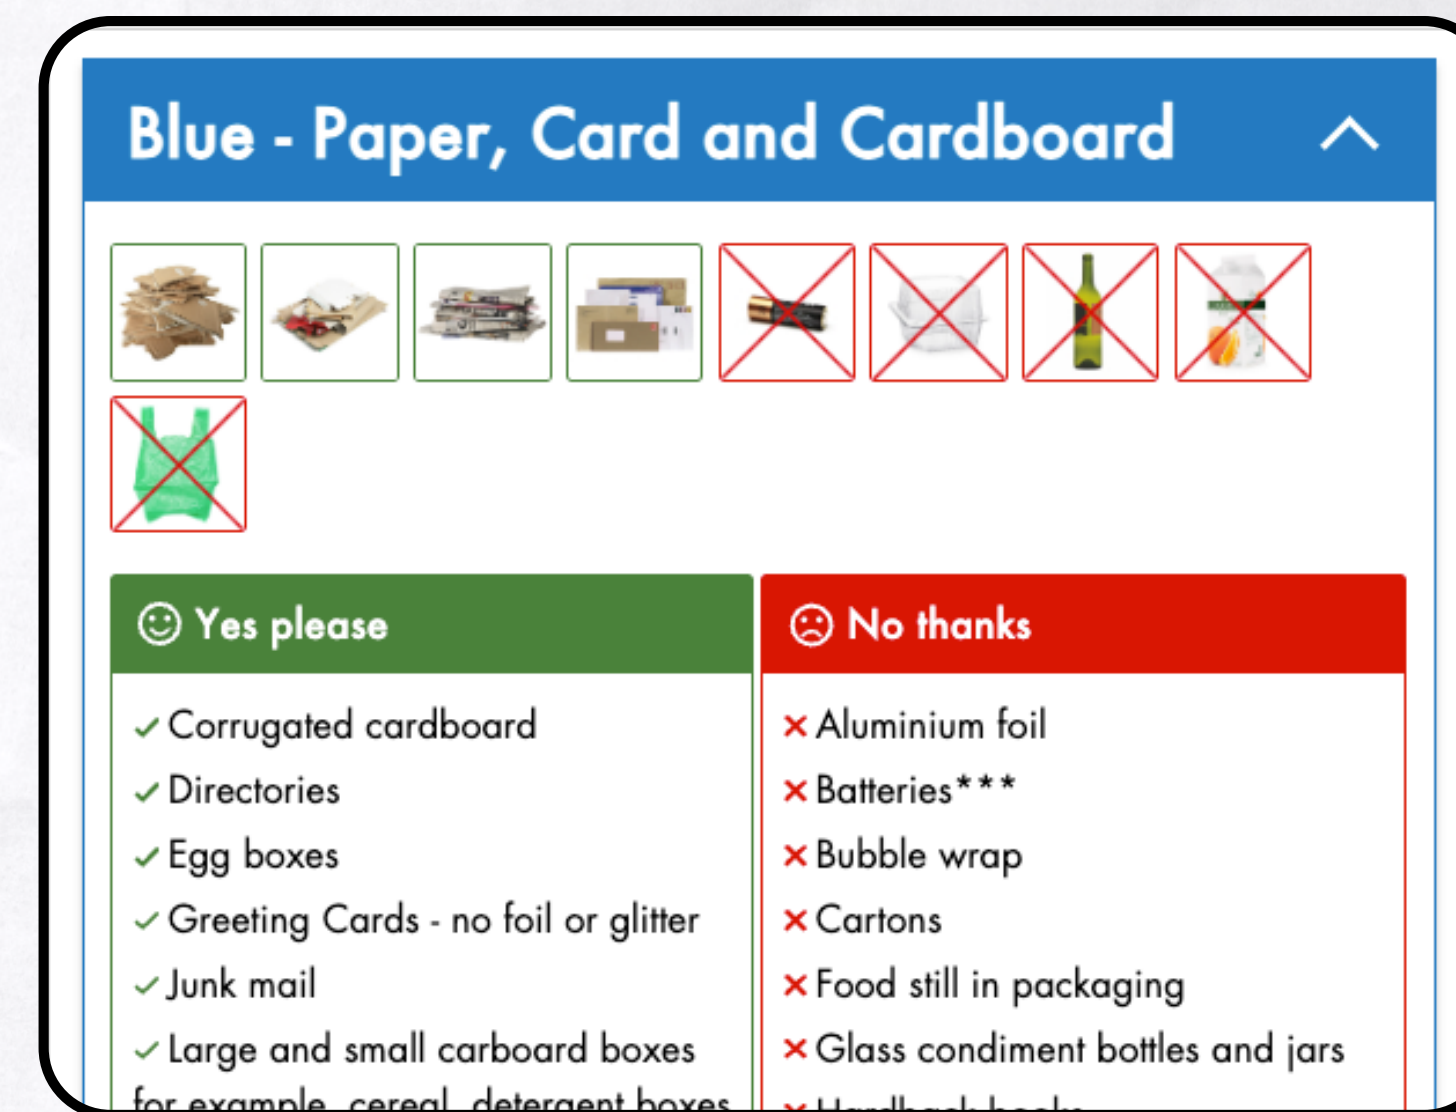 Blue - Paper, Card and Cardboard
Yes please
Corrugated cardboard
Directories
Egg boxes
Greeting Cards - no foil or glitter
Junk mail
Large and small carboard boxes
for example, cereal, detergent boxes
No thanks
Aluminium foil
Batteries***
Bubble wrap
Cartons
Food still in packaging
Glass condiment bottles and jars
Hardback books